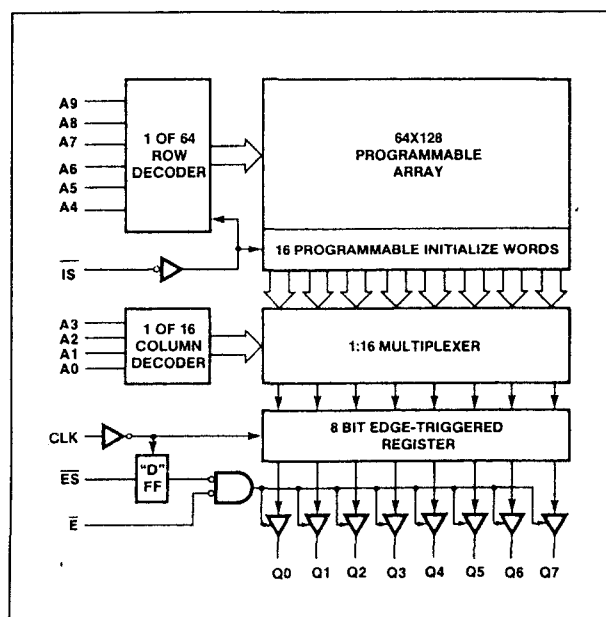 A9
A8
A7
A6
A5
A4
1 OF 64
ROW
DECODER
64X128
PROGRAMMABLE
ARRAY
16 PROGRAMMABLE INITIALIZE WORDS
IS
A3
A2
A1
A0
1 OF 16
COLUMN
DECODER
1:16 MULTIPLEXER
CLK
8 BIT EDGE-TRIGGERED
REGISTER
ES
"D"
FF
E
Q0 Q1 Q2 Q3 Q4 Q5 Q6 Q7